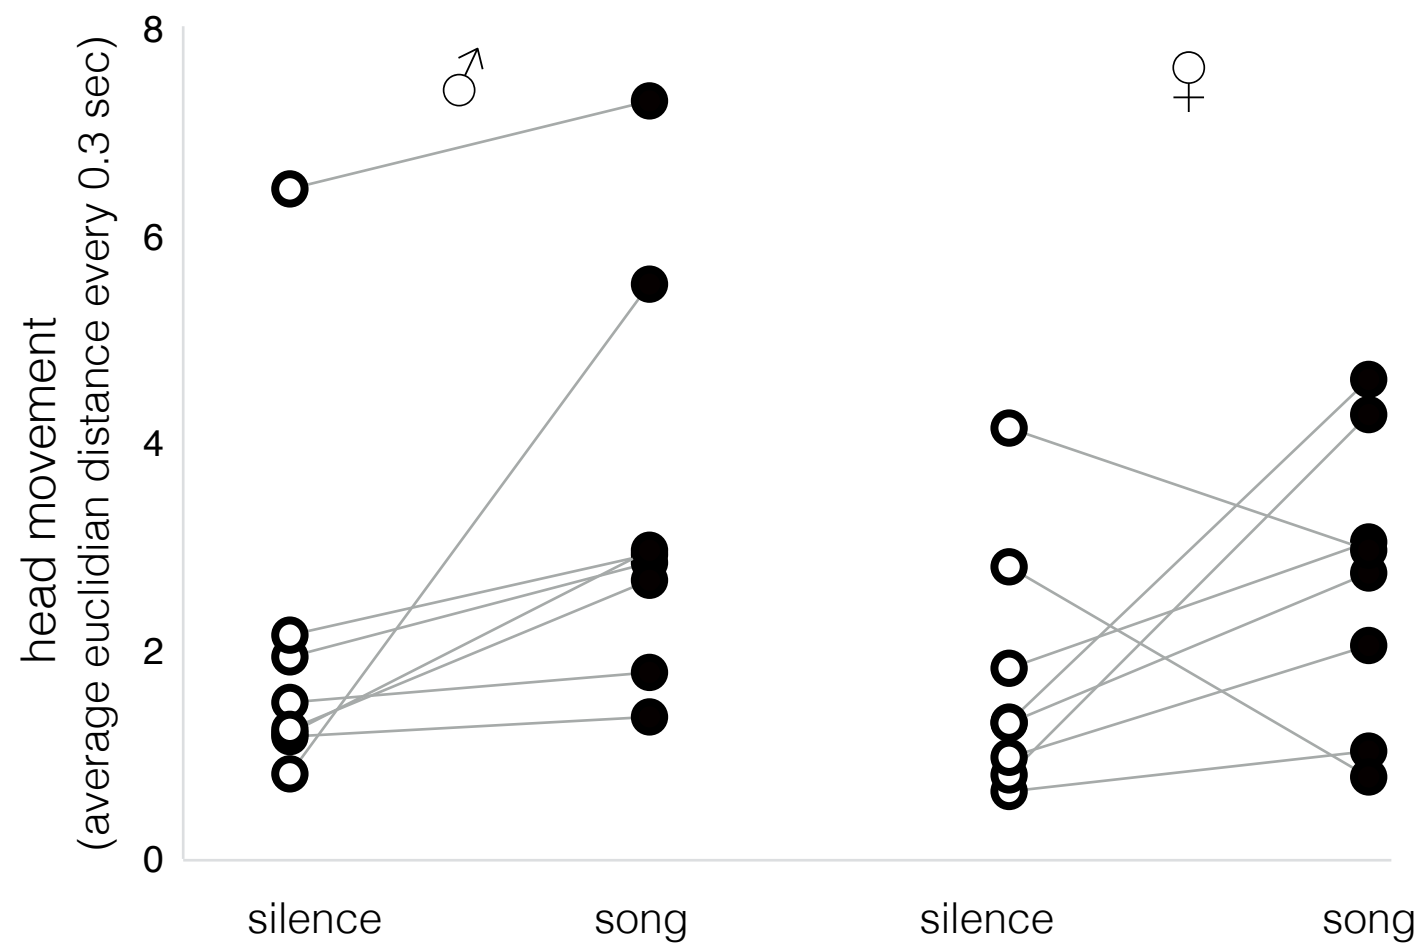 head movement
(average euclidian distance every 0.3 sec)
8
6
4
2
0
♂
♀
silence
song
silence
song